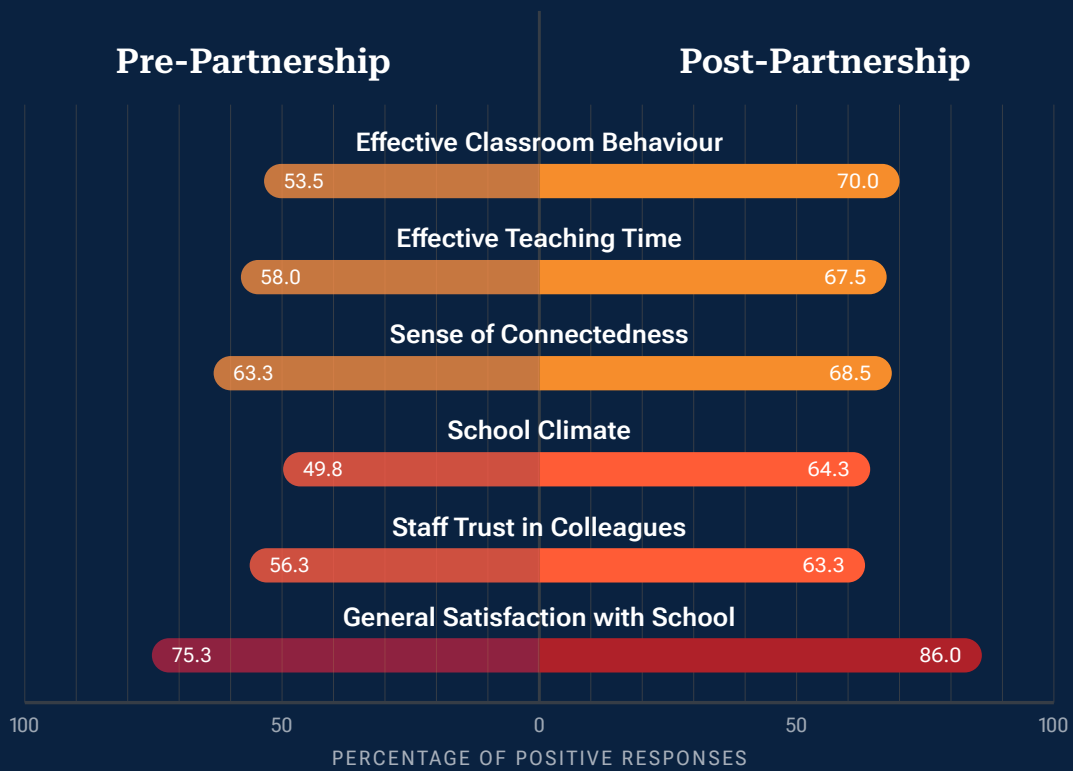 Pre-Partnership Post-Partnership
Effective Classroom Behaviour
53.5 70.0
Effective Teaching Time
58.0 67.5
Sense of Connectedness
63.3 68.5
School Climate
49.8 64.3
Staff Trust in Colleagues
56.3 63.3
General Satisfaction with School
75.3 86.0
100 50 0 50 100
PERCENTAGE OF POSITIVE RESPONSES